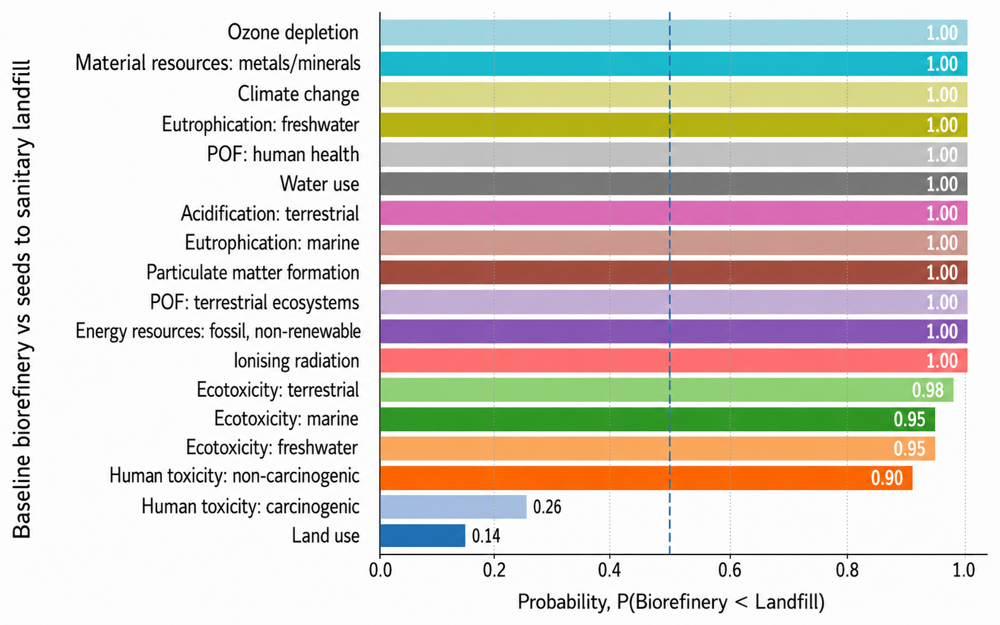 Baseline biorefinery vs seeds to sanitary landfill
Ozone depletion 1.00
Material resources: metals/minerals 1.00
Climate change 1.00
Eutrophication: freshwater 1.00
POF: human health 1.00
Water use 1.00
Acidification: terrestrial 1.00
Eutrophication: marine 1.00
Particulate matter formation 1.00
POF: terrestrial ecosystems 1.00
Energy resources: fossil, non-renewable 1.00
Ionising radiation 1.00
Ecotoxicity: terrestrial 0.98
Ecotoxicity: marine 0.95
Ecotoxicity: freshwater 0.95
Human toxicity: non-carcinogenic 0.90
Human toxicity: carcinogenic 0.26
Land use 0.14
0.0 0.2 0.4 0.6 0.8 1.0
Probability, P(Biorefinery < Landfill)